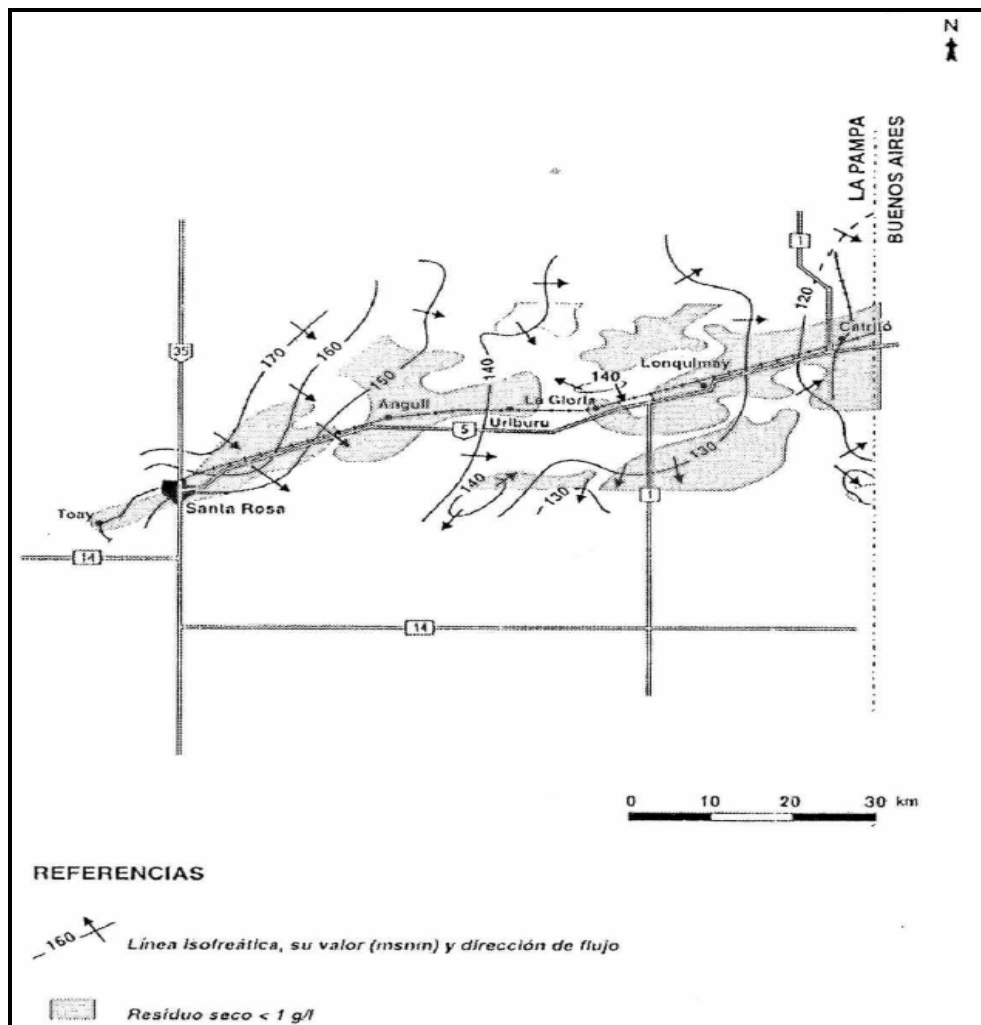 N
LA PAMPA
BUENOS AIRES
1
120
35
170
160
150
140
Catriló
Lonquimay
140
La Gloria
Anguil
Uriburu
5
130
140
130
1
Santa Rosa
Toay
14
14
0 10 20 30 km
REFERENCIAS
160
Línea isofreática, su valor (msnm) y dirección de flujo
Resíduo seco < 1 g/l